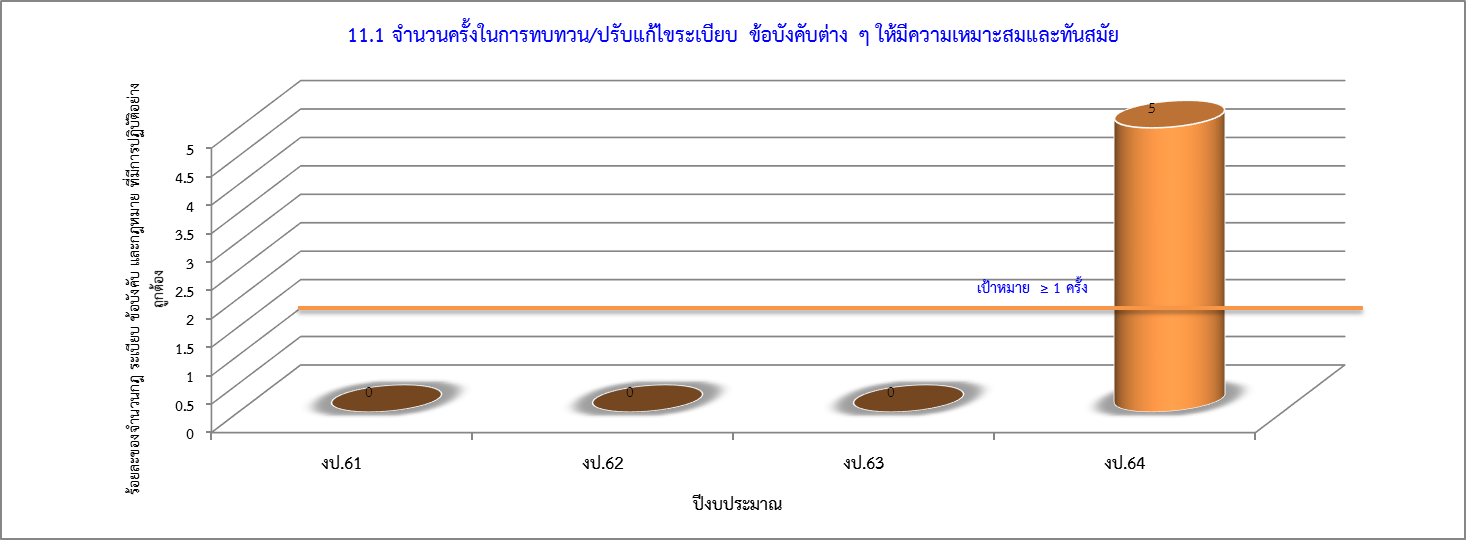 11.1 จำนวนครั้งในการทบทวน/ปรับแก้ไขระเบียบ ข้อบังคับต่าง ๆ ให้มีความเหมาะสมและทันสมัย
ร้อยละของจำนวนกฎ ระเบียบ ข้อบังคับ และกฎหมาย ที่มีการปฏิบัติอย่าง
ถูกต้อง
5
4.5
4
3.5
3
2.5
2
1.5
1
0.5
0
0
0
0
5
เป้าหมาย ≥ 1 ครั้ง
งป.61
งป.62
งป.63
งป.64
ปีงบประมาณ